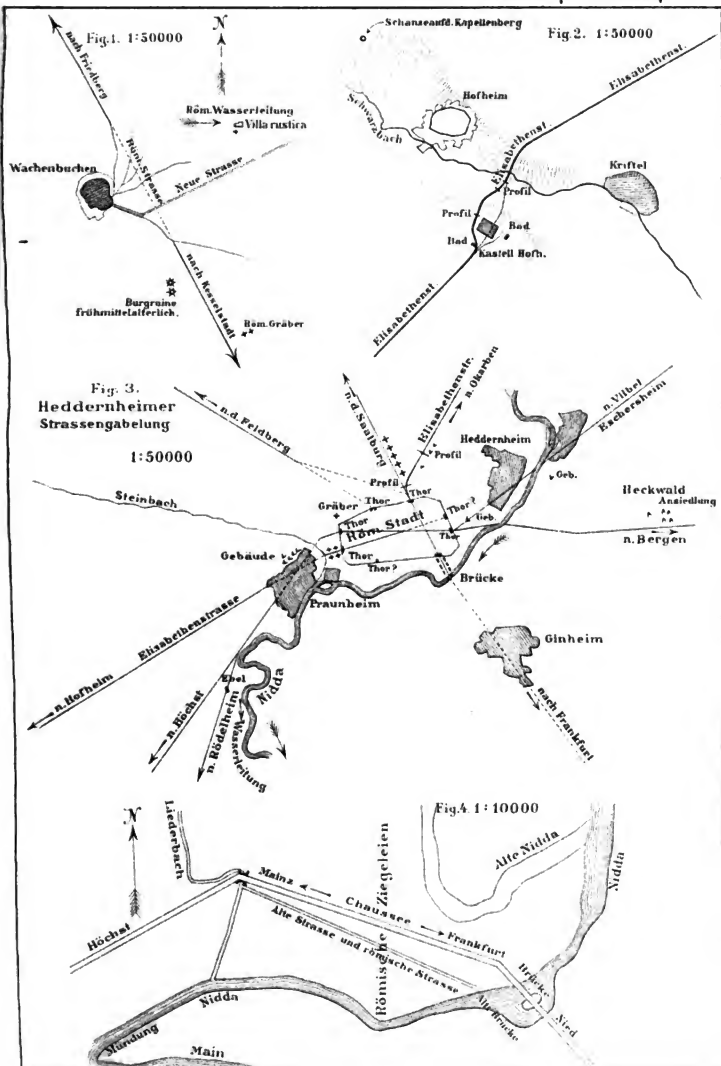 Fig.1. 1:50000
N
nach Friedberg
Röm. Wasserleitung
Villa rustica
Wachenbuchen
Röm. Strasse
Neue Strasse
nach Kesselstadt
Burgruine
frühmittelalterlich.
Röm. Gräber
Schanze auf d. Kapellenberg
Fig.2. 1:50000
Elisabethenst.
Hofheim
Schwarzbach
Elisabethenst.
Kriftel
Profil
Profil
Bad
Bad
Kastell Hofh.
Elisabethenst.
Fig. 3.
Heddernheimer
Strassengabelung
1:50000
n.d. Feldberg
n.d. Saalburg
Elisabethenstr.
n. Okarben
n. Vilbel
Eschersheim
Heddernheim
Profil
Profil
Geb.
Heckwald
Ansiedlung
Steinbach
Gräber
Thor
Thor
Thor?
Geb.
Thor
Röm. Stadt
Thor
n. Bergen
Gebäude
Thor
Thor?
Brücke
Praunheim
Elisabethenstrasse
Ginheim
n. Hofheim
Ebel
Nidda
n. Höchst
n. Rödelheim
Wasserleitung
nach Frankfurt
Fig.4. 1:10000
N
Liederbach
Alte Nidda
Nidda
Mainz
Chaussee
Frankfurt
Römische Ziegeleien
Höchst
Alte Strasse und römische Strasse
Brücke
Nied
Alte Brücke
Nidda
Mündung
Main